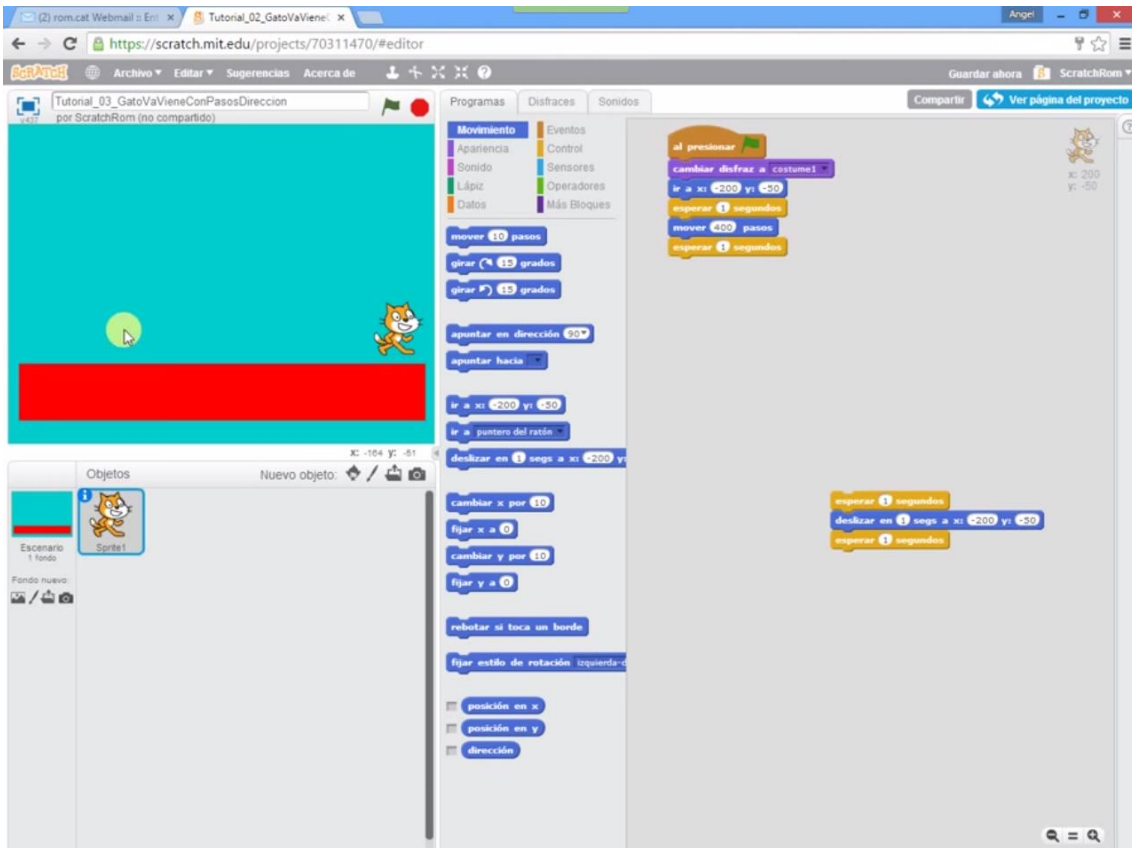 (2) rom.cat Webmail :: Ent
Tutorial_02_GatoVaVieneC
Angel
https://scratch.mit.edu/projects/70311470/#editor
SCRATCH Archivo Editar Sugerencias Acerca de Guardar ahora ScratchRom
Tutorial_03_GatoVaVieneConPasosDireccion
por ScratchRom (no compartido)
v437
Programas Disfraces Sonidos
Compartir Ver página del proyecto
Movimiento Eventos
Apariencia Control
Sonido Sensores
Lápiz Operadores
Datos Más Bloques
mover 10 pasos
girar 15 grados
girar 15 grados
apuntar en dirección 90
apuntar hacia
ir a x: -200 y: -50
ir a puntero del ratón
deslizar en 1 segs a x: -200 y:
cambiar x por 10
fijar x a 0
cambiar y por 10
fijar y a 0
rebotar si toca un borde
fijar estilo de rotación izquierda-d
posición en x
posición en y
dirección
al presionar
cambiar disfraz a costume1
ir a x: -200 y: -50
esperar 1 segundos
mover 400 pasos
esperar 1 segundos
x: 200
y: -50
esperar 1 segundos
deslizar en 1 segs a x: -200 y: -50
esperar 1 segundos
X: -164 y: -61
Objetos Nuevo objeto:
Sprite1
Escenario
1 fondo
Fondo nuevo: